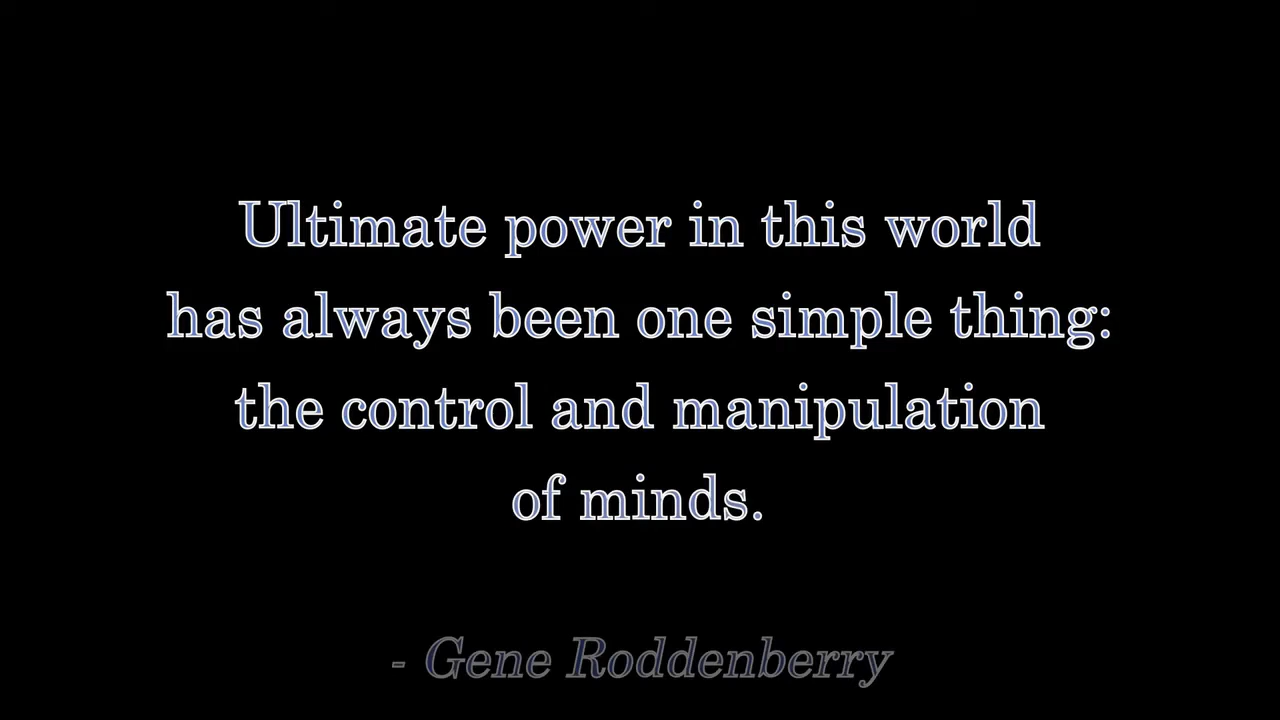 Ultimate power in this world
has always been one simple thing:
the control and manipulation
of minds.
- Gene Roddenberry